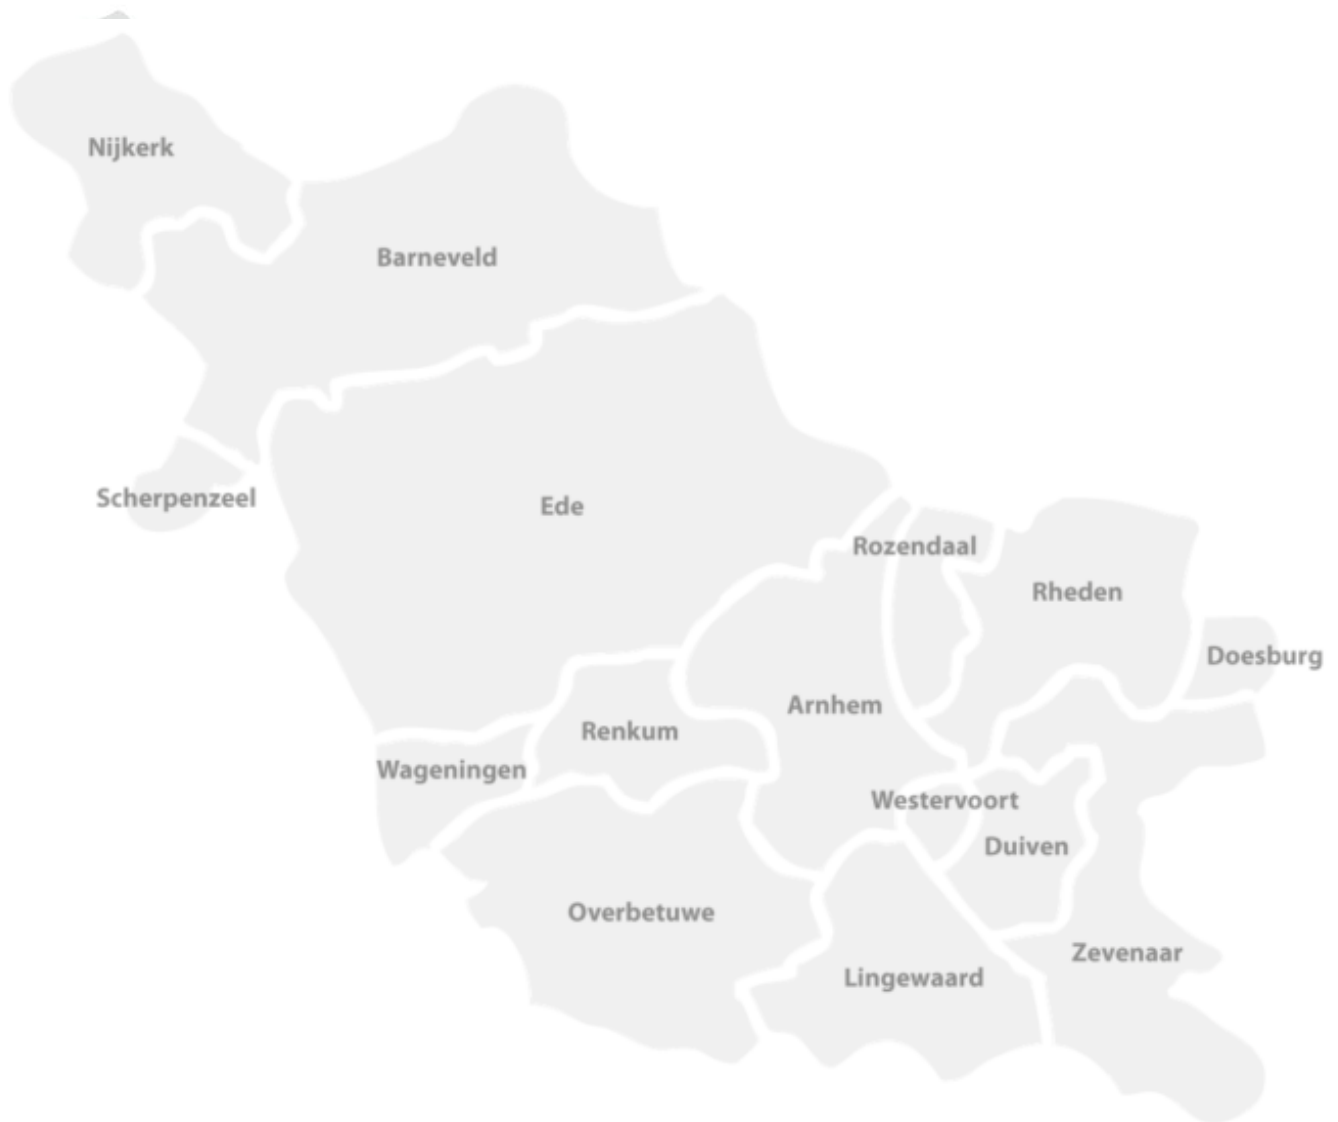 Nijkerk
Barneveld
Scherpenzeel
Ede
Rozendaal
Rheden
Doesburg
Arnhem
Renkum
Wageningen
Westervoort
Duiven
Overbetuwe
Zevenaar
Lingewaard